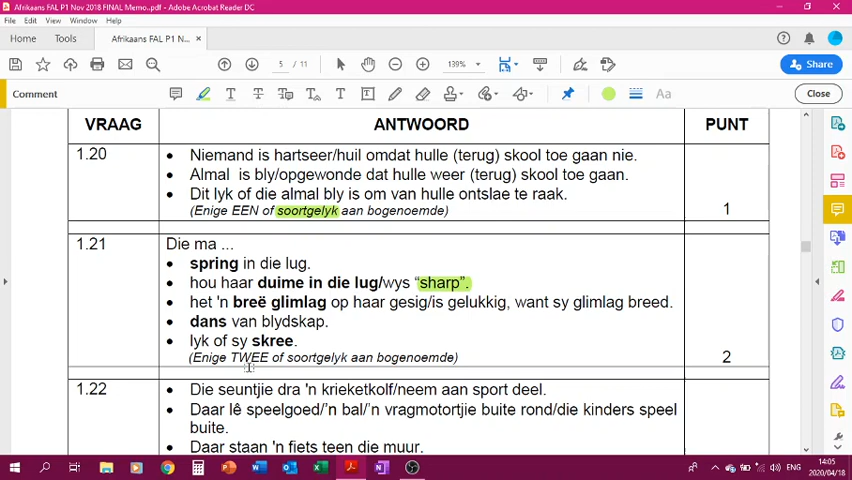 Afrikaans FAL P1 Nov 2018 FINAL Memo..pdf - Adobe Acrobat Reader DC
File Edit View Window Help
Home Tools Afrikaans FAL P1 N... × Share
5 / 11 139%
Comment Aa Close
VRAAG ANTWOORD PUNT
1.20 • Niemand is hartseer/huil omdat hulle (terug) skool toe gaan nie.
• Almal is bly/opgewonde dat hulle weer (terug) skool toe gaan.
• Dit lyk of die almal bly is om van hulle ontslae te raak.
(Enige EEN of soortgelyk aan bogenoemde) 1
1.21 Die ma ...
• spring in die lug.
• hou haar duime in die lug/wys “sharp”.
• het 'n breë glimlag op haar gesig/is gelukkig, want sy glimlag breed.
• dans van blydskap.
• lyk of sy skree.
(Enige TWEE of soortgelyk aan bogenoemde) 2
1.22 • Die seuntjie dra 'n krieketkolf/neem aan sport deel.
• Daar lê speelgoed/'n bal/'n vragmotortjie buite rond/die kinders speel
buite.
• Daar staan 'n fiets teen die muur.
ENG 14:05
2020/04/18